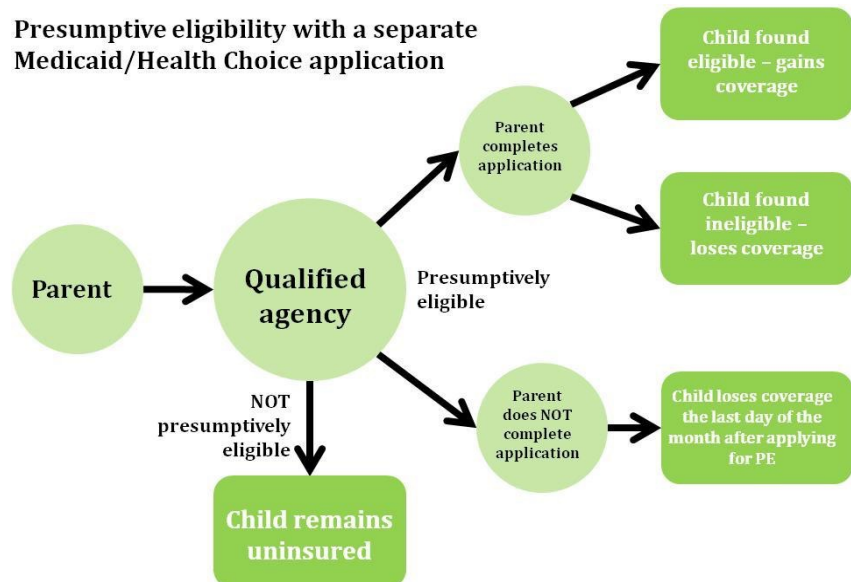 Presumptive eligibility with a separate
Medicaid/Health Choice application
Parent
Qualified
agency
Presumptively
eligible
NOT
presumptively
eligible
Child remains
uninsured
Parent
completes
application
Child found
eligible – gains
coverage
Child found
ineligible –
loses coverage
Parent
does NOT
complete
application
Child loses coverage
the last day of the
month after applying
for PE